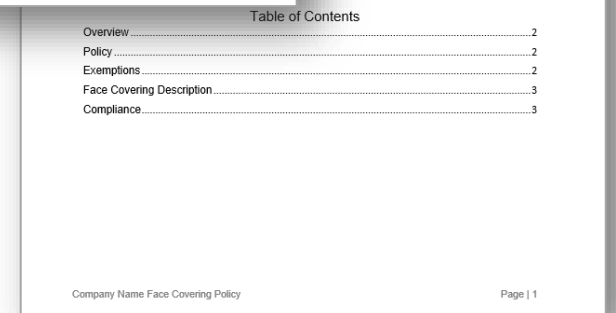 Table of Contents
Overview........................................................................................................2
Policy........................................................................................................2
Exemptions........................................................................................................2
Face Covering Description........................................................................................................3
Compliance........................................................................................................3
Company Name Face Covering Policy Page | 1